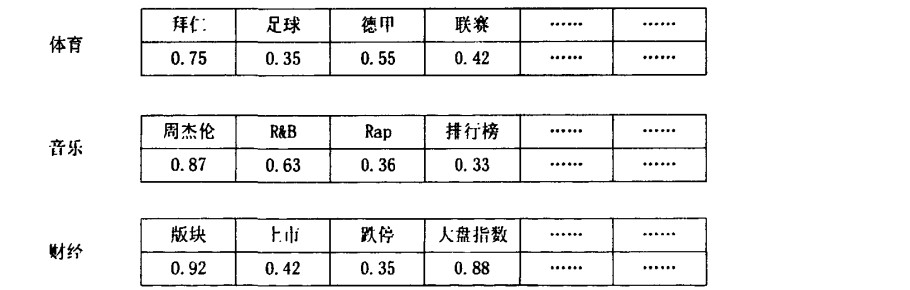 体育
拜仁 足球 德甲 联赛 …… ……
0.75 0.35 0.55 0.42 …… ……
音乐
周杰伦 R&B Rap 排行榜 …… ……
0.87 0.63 0.36 0.33 …… ……
财经
版块 上市 跌停 大盘指数 …… ……
0.92 0.42 0.35 0.88 …… ……